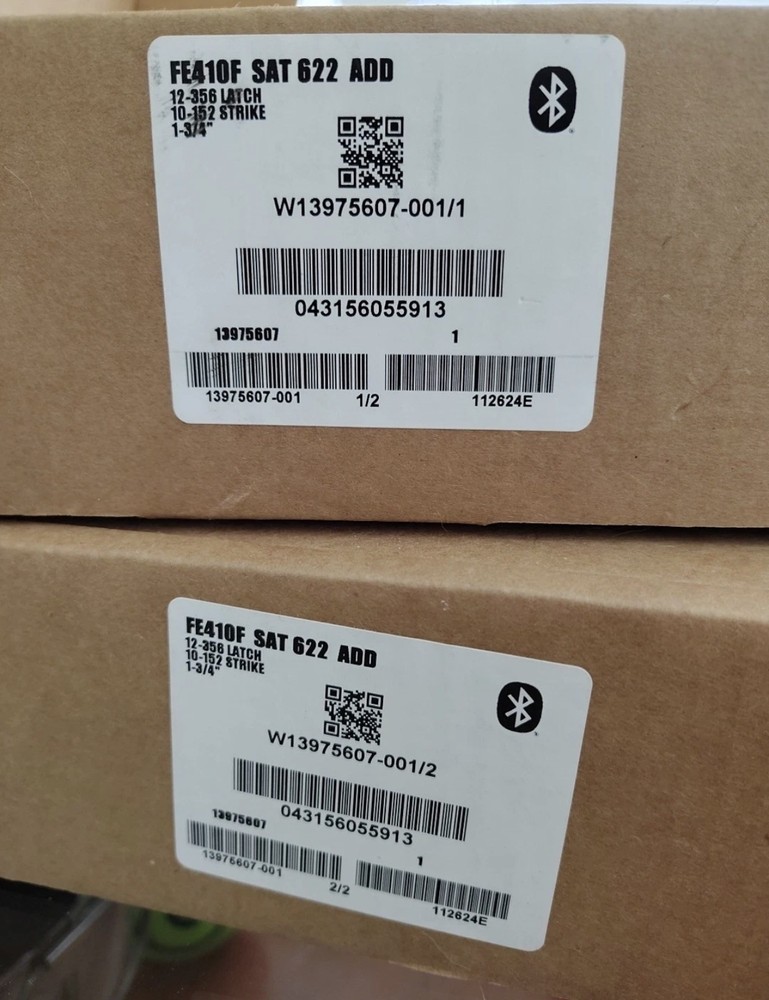 FE410F SAT 622 ADD
12-356 LATCH
10-152 STRIKE
1-3/4"
W13975607-001/1
043156055913
13975607 1
13975607-001 1/2 112624E
FE410F SAT 622 ADD
12-356 LATCH
10-152 STRIKE
1-3/4"
W13975607-001/2
043156055913
13975607 1
13975607-001 2/2 112624E